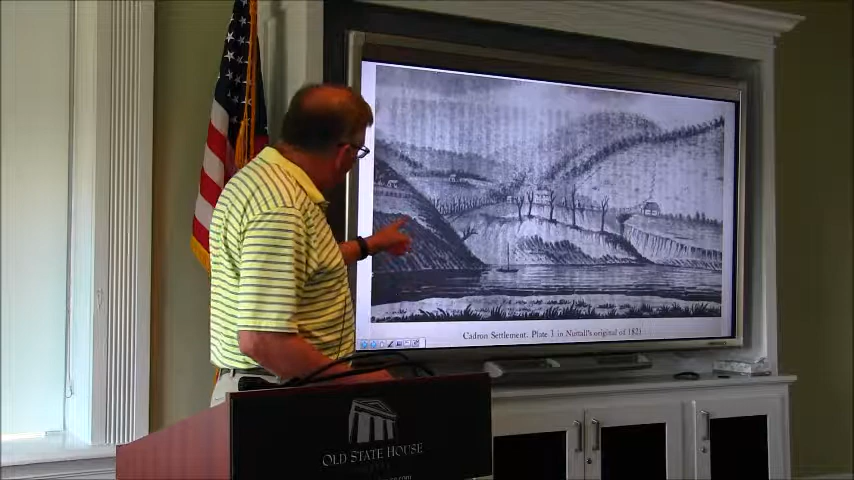 Cadron Settlement. Plate 1 in Nuttall's original of 1821
OLD STATE HOUSE